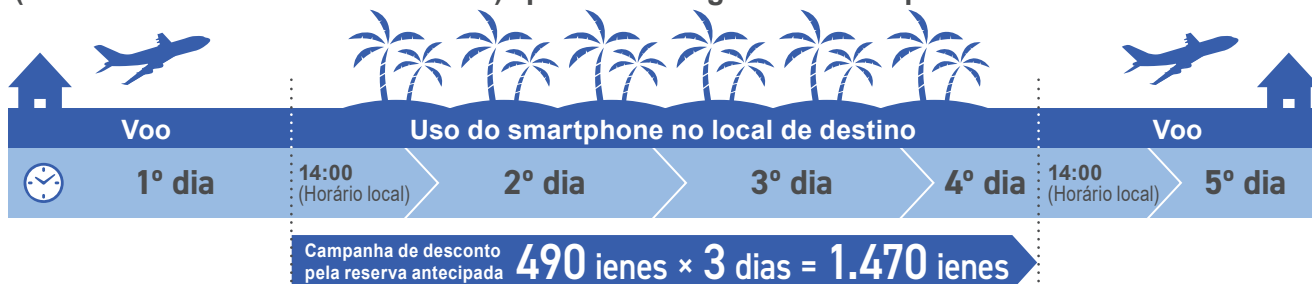 Voo Uso do smartphone no local de destino Voo
1º dia 14:00 (Horário local) 2º dia 3º dia 4º dia 14:00 (Horário local) 5º dia
Campanha de desconto
pela reserva antecipada 490 ienes × 3 dias = 1.470 ienes